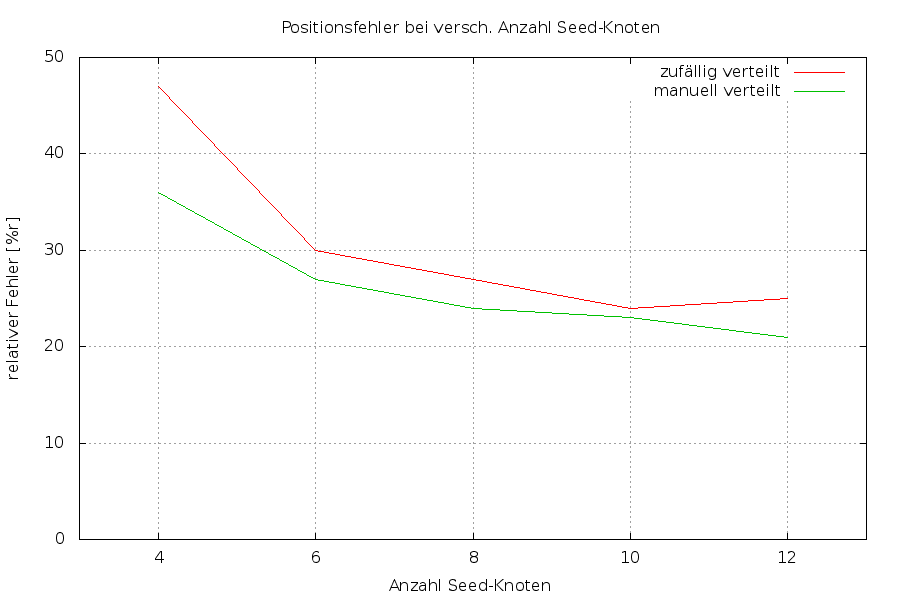 Positionsfehler bei versch. Anzahl Seed-Knoten
zufällig verteilt
manuell verteilt
relativer Fehler [%r]
50
40
30
20
10
0
4 6 8 10 12
Anzahl Seed-Knoten